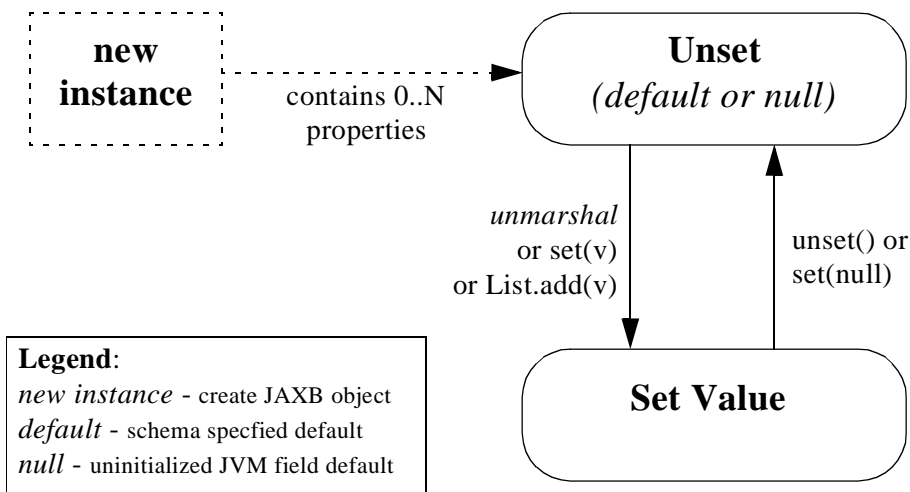 new
instance
contains 0..N
properties
Unset
(default or null)
unmarshal
or set(v)
or List.add(v)
unset() or
set(null)
Set Value
Legend:
new instance - create JAXB object
default - schema specfied default
null - uninitialized JVM field default